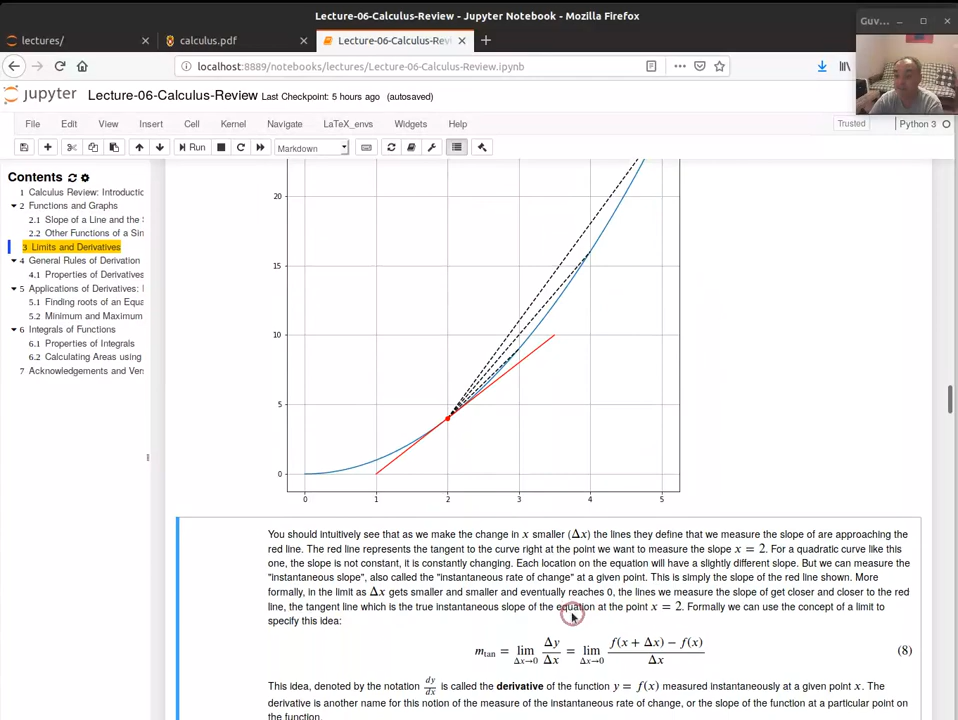 Lecture-06-Calculus-Review - Jupyter Notebook - Mozilla Firefox
Guv...
lectures/
calculus.pdf
Lecture-06-Calculus-Rev
localhost:8889/notebooks/lectures/Lecture-06-Calculus-Review.ipynb
jupyter Lecture-06-Calculus-Review Last Checkpoint: 5 hours ago (autosaved)
File Edit View Insert Cell Kernel Navigate LaTeX_envs Widgets Help Trusted Python 3
Run Markdown
Contents
1 Calculus Review: Introductic
2 Functions and Graphs
2.1 Slope of a Line and the
2.2 Other Functions of a Sin
3 Limits and Derivatives
4 General Rules of Derivation
4.1 Properties of Derivatives
5 Applications of Derivatives:
5.1 Finding roots of an Equa
5.2 Minimum and Maximum
6 Integrals of Functions
6.1 Properties of Integrals
6.2 Calculating Areas using
7 Acknowledgements and Vers
20
15
10
5
0
0 1 2 3 4 5
You should intuitively see that as we make the change in x smaller (Δx) the lines they define that we measure the slope of are approaching the
red line. The red line represents the tangent to the curve right at the point we want to measure the slope x = 2. For a quadratic curve like this
one, the slope is not constant, it is constantly changing. Each location on the equation will have a slightly different slope. But we can measure the
"instantaneous slope", also called the "instantaneous rate of change" at a given point. This is simply the slope of the red line shown. More
formally, in the limit as Δx gets smaller and smaller and eventually reaches 0, the lines we measure the slope of get closer and closer to the red
line, the tangent line which is the true instantaneous slope of the equation at the point x = 2. Formally we can use the concept of a limit to
specify this idea:
m_tan = lim_{Δx→0} Δy/Δx = lim_{Δx→0} (f(x + Δx) − f(x))/Δx (8)
This idea, denoted by the notation dy/dx is called the derivative of the function y = f(x) measured instantaneously at a given point x. The
derivative is another name for this notion of the measure of the instantaneous rate of change, or the slope of the function at a particular point on
the function.